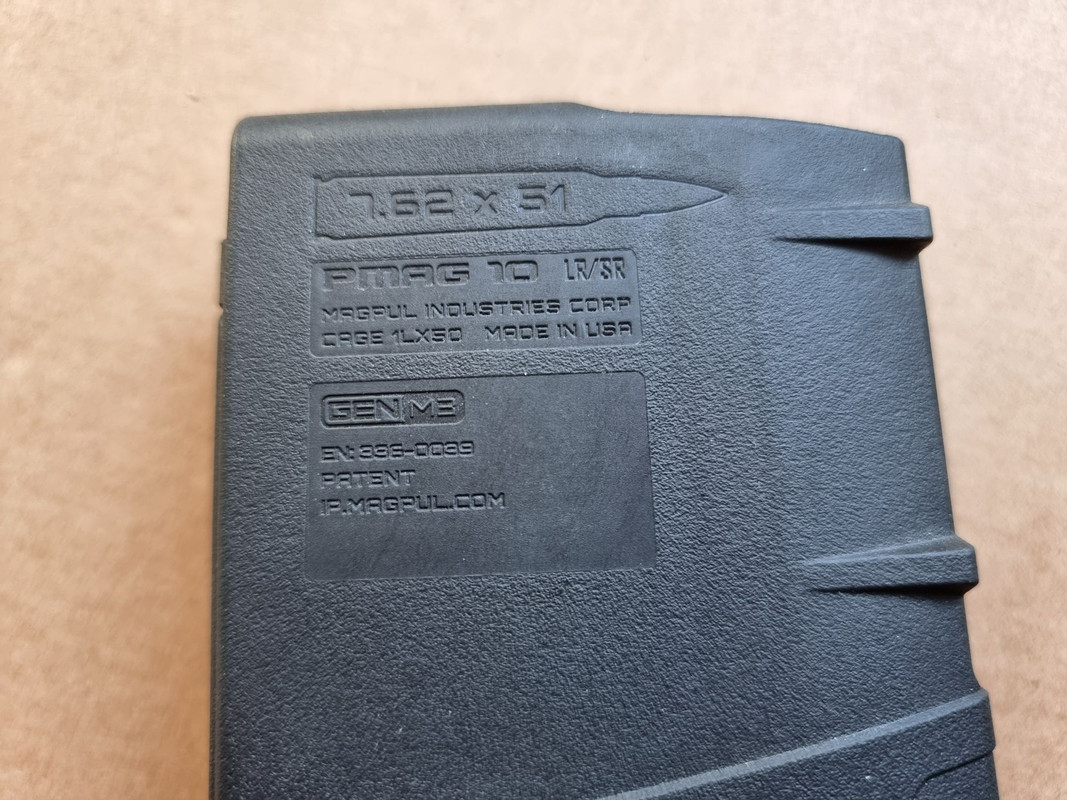 7.62 x 51
PMAG 10 LR/SR
MAGPUL INDUSTRIES CORP
CAGE 1LX50 MADE IN USA
GEN M3
EN: 336-0039
PATENT
IP.MAGPUL.COM